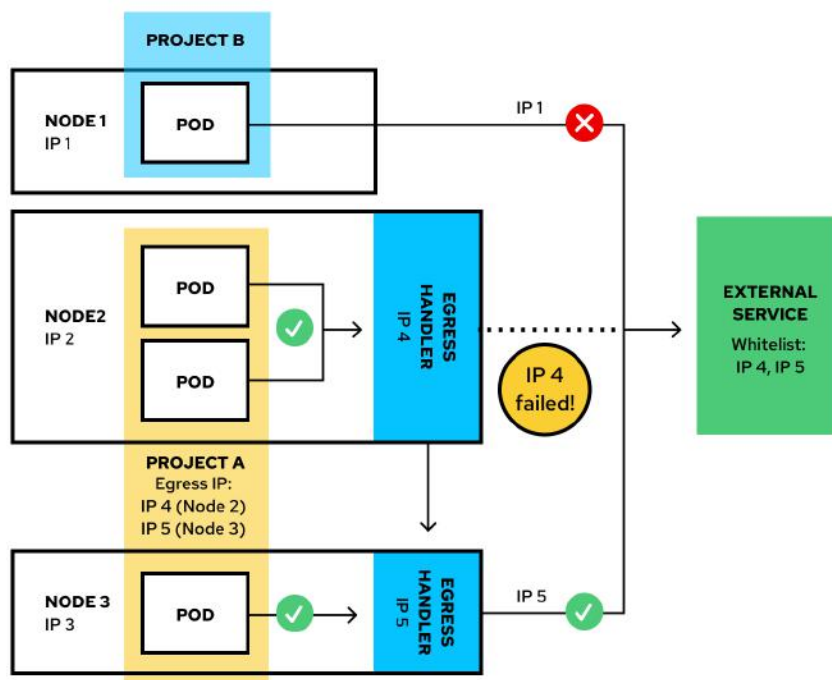 PROJECT B
NODE 1
IP 1
POD
IP 1
NODE2
IP 2
POD
POD
EGRESS
HANDLER
IP 4
IP 4
failed!
EXTERNAL
SERVICE
Whitelist:
IP 4, IP 5
PROJECT A
Egress IP:
IP 4 (Node 2)
IP 5 (Node 3)
NODE 3
IP 3
POD
EGRESS
HANDLER
IP 5
IP 5